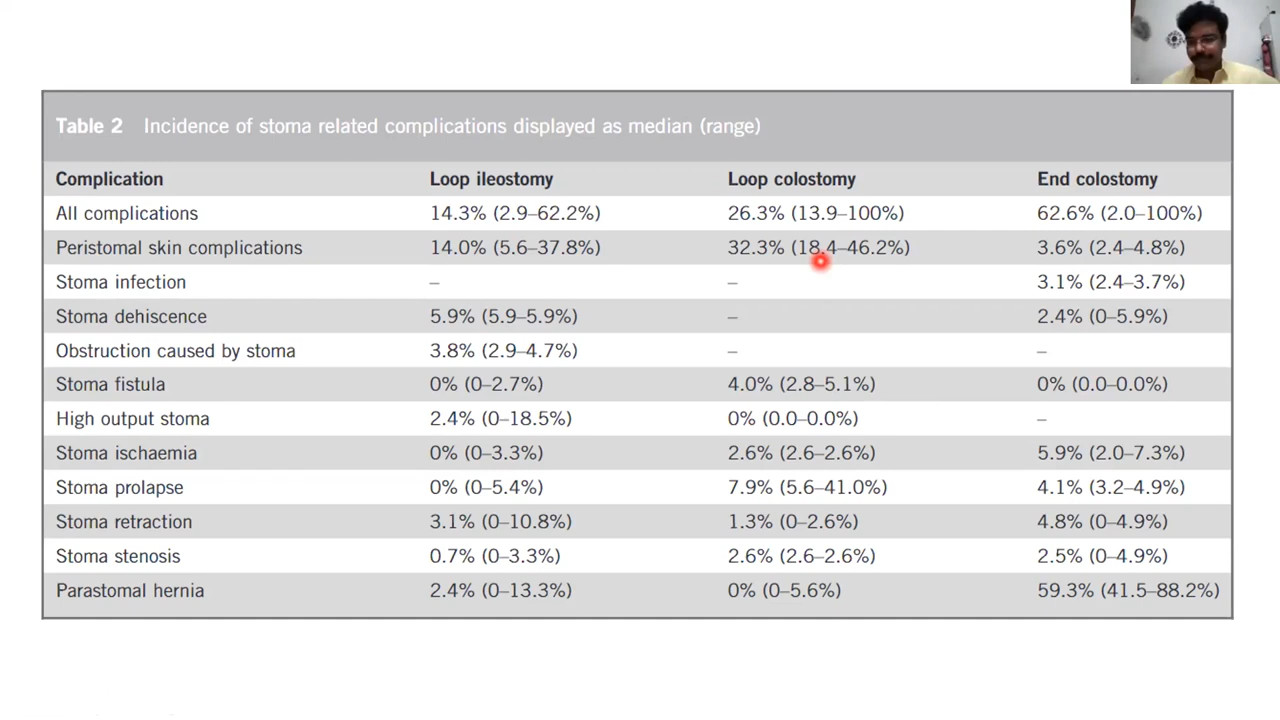 Table 2 Incidence of stoma related complications displayed as median (range)
Complication Loop ileostomy Loop colostomy End colostomy
All complications 14.3% (2.9–62.2%) 26.3% (13.9–100%) 62.6% (2.0–100%)
Peristomal skin complications 14.0% (5.6–37.8%) 32.3% (18.4–46.2%) 3.6% (2.4–4.8%)
Stoma infection – – 3.1% (2.4–3.7%)
Stoma dehiscence 5.9% (5.9–5.9%) – 2.4% (0–5.9%)
Obstruction caused by stoma 3.8% (2.9–4.7%) – –
Stoma fistula 0% (0–2.7%) 4.0% (2.8–5.1%) 0% (0.0–0.0%)
High output stoma 2.4% (0–18.5%) 0% (0.0–0.0%) –
Stoma ischaemia 0% (0–3.3%) 2.6% (2.6–2.6%) 5.9% (2.0–7.3%)
Stoma prolapse 0% (0–5.4%) 7.9% (5.6–41.0%) 4.1% (3.2–4.9%)
Stoma retraction 3.1% (0–10.8%) 1.3% (0–2.6%) 4.8% (0–4.9%)
Stoma stenosis 0.7% (0–3.3%) 2.6% (2.6–2.6%) 2.5% (0–4.9%)
Parastomal hernia 2.4% (0–13.3%) 0% (0–5.6%) 59.3% (41.5–88.2%)